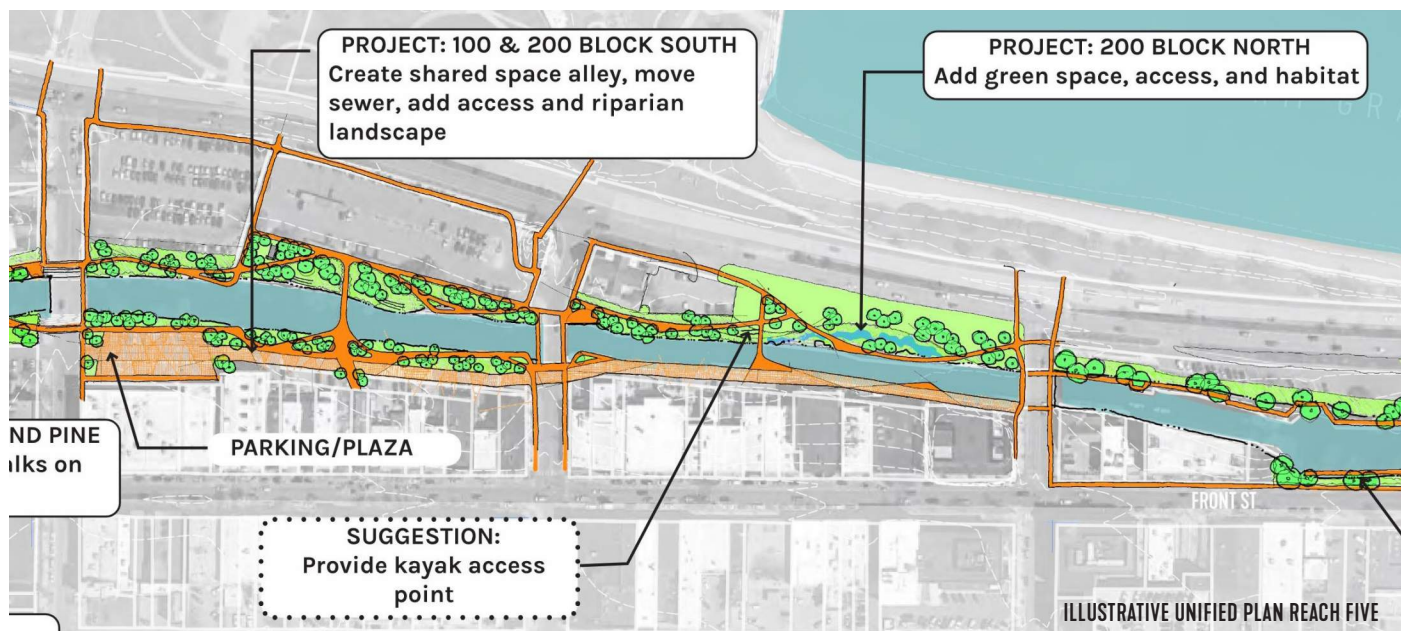 PROJECT: 100 & 200 BLOCK SOUTH
Create shared space alley, move
sewer, add access and riparian
landscape
PROJECT: 200 BLOCK NORTH
Add green space, access, and habitat
GRA
ND PINE
alks on
PARKING/PLAZA
SUGGESTION:
Provide kayak access
point
FRONT ST
ILLUSTRATIVE UNIFIED PLAN REACH FIVE